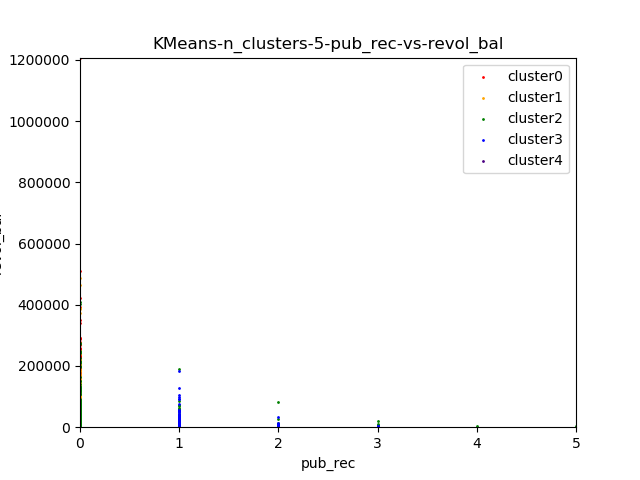 KMeans-n_clusters-5-pub_rec-vs-revol_bal
1200000
1000000
800000
600000
400000
200000
0
0 1 2 3 4 5
pub_rec
cluster0
cluster1
cluster2
cluster3
cluster4